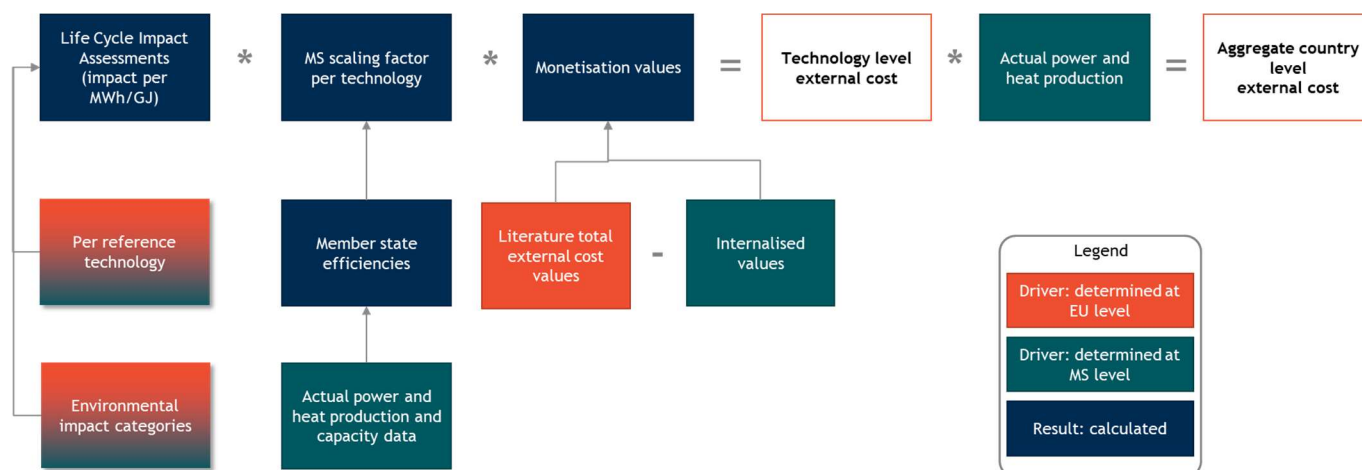 Life Cycle Impact
Assessments
(impact per
MWh/GJ)
*
MS scaling factor
per technology
*
Monetisation values
=
Technology level
external cost
*
Actual power and
heat production
=
Aggregate country
level
external cost
Per reference
technology
Member state
efficiencies
Literature total
external cost
values
-
Internalised
values
Environmental
impact categories
Actual power and
heat production and
capacity data
Legend
Driver: determined at
EU level
Driver: determined at
MS level
Result: calculated